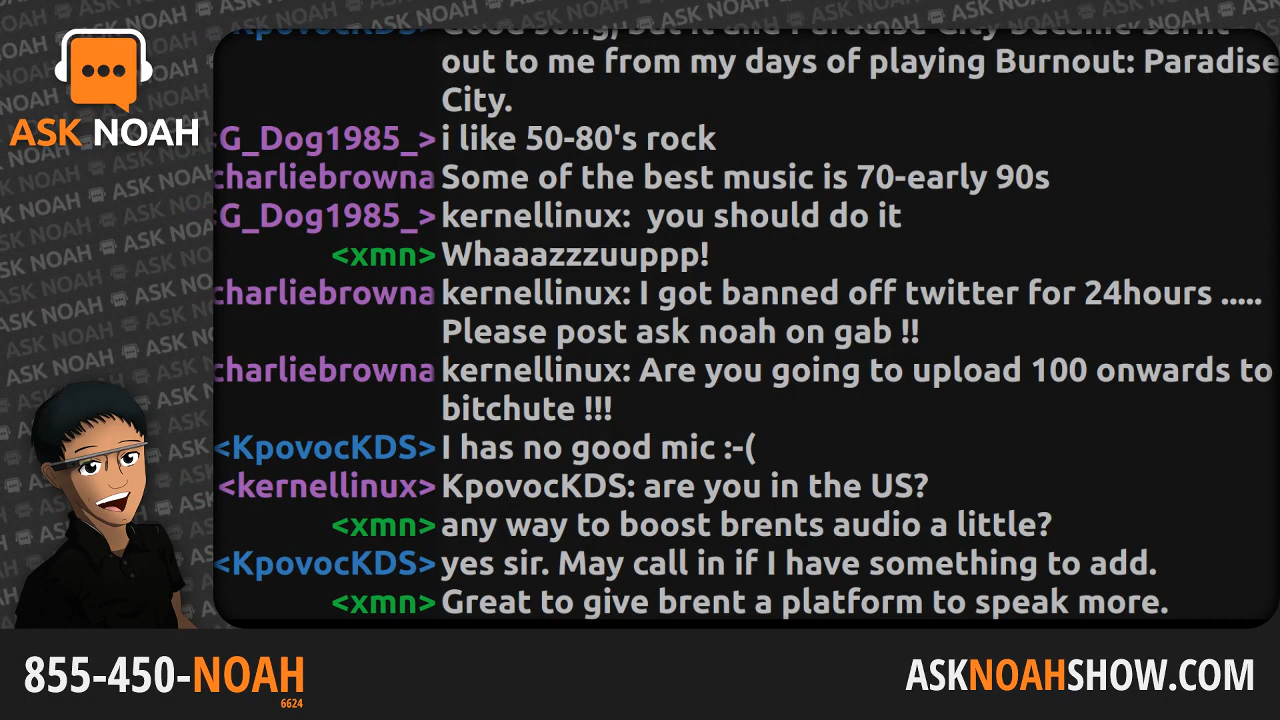 ASK NOAH
out to me from my days of playing Burnout: Paradise
City.
G_Dog1985_> i like 50-80's rock
charliebrowna Some of the best music is 70-early 90s
G_Dog1985_> kernellinux:  you should do it
<xmn> Whaaazzzuuppp!
charliebrowna kernellinux: I got banned off twitter for 24hours .....
Please post ask noah on gab !!
charliebrowna kernellinux: Are you going to upload 100 onwards to
bitchute !!!
<KpovocKDS> I has no good mic :-(
<kernellinux> KpovocKDS: are you in the US?
<xmn> any way to boost brents audio a little?
<KpovocKDS> yes sir. May call in if I have something to add.
<xmn> Great to give brent a platform to speak more.
855-450-NOAH
6624
ASKNOAHSHOW.COM